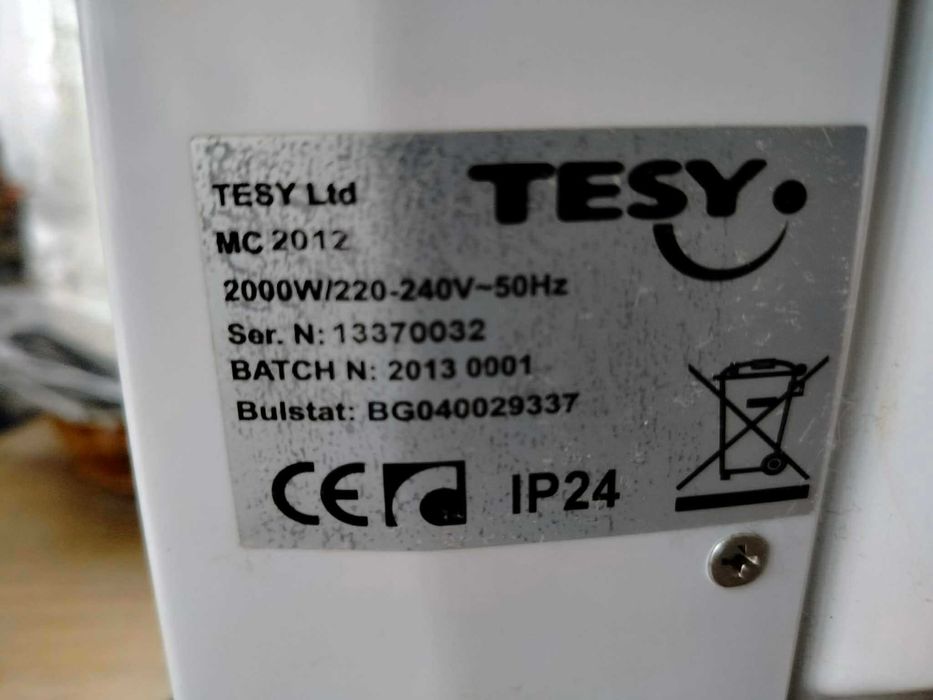 TESY Ltd
TESY
MC 2012
2000W/220-240V~50Hz
Ser. N: 13370032
BATCH N: 2013 0001
Bulstat: BG040029337
CE IP24